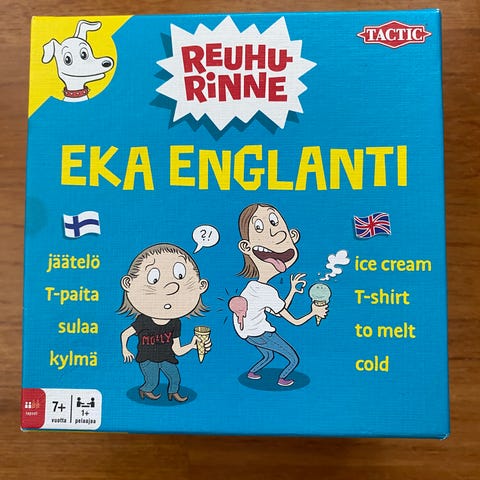 TACTIC
REUHU-
RINNE
EKA ENGLANTI
?!
jäätelö
T-paita
sulaa
kylmä
ice cream
T-shirt
to melt
cold
MOLLY
7+
vuotta
1+
pelaajaa